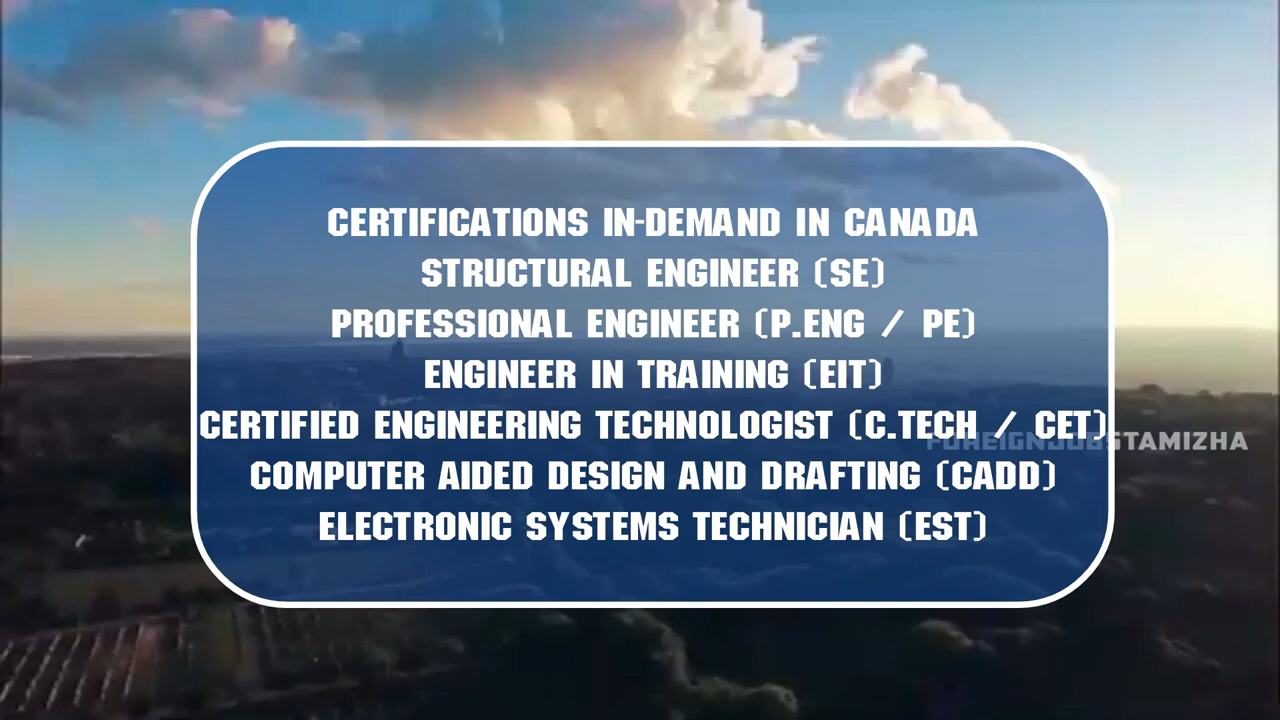 CERTIFICATIONS IN-DEMAND IN CANADA
STRUCTURAL ENGINEER (SE)
PROFESSIONAL ENGINEER (P.ENG / PE)
ENGINEER IN TRAINING (EIT)
CERTIFIED ENGINEERING TECHNOLOGIST (C.TECH / CET)
FOREIGNJOBSTAMIZHA
COMPUTER AIDED DESIGN AND DRAFTING (CADD)
ELECTRONIC SYSTEMS TECHNICIAN (EST)